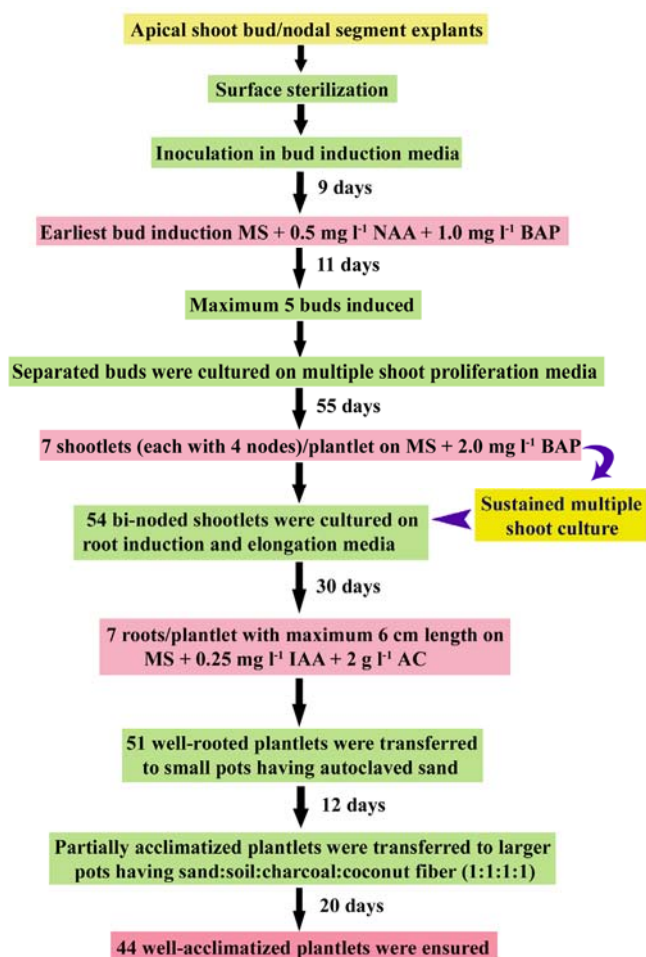 Apical shoot bud/nodal segment explants
Surface sterilization
Inoculation in bud induction media
9 days
Earliest bud induction MS + 0.5 mg l⁻¹ NAA + 1.0 mg l⁻¹ BAP
11 days
Maximum 5 buds induced
Separated buds were cultured on multiple shoot proliferation media
55 days
7 shootlets (each with 4 nodes)/plantlet on MS + 2.0 mg l⁻¹ BAP
Sustained multiple
shoot culture
54 bi-noded shootlets were cultured on
root induction and elongation media
30 days
7 roots/plantlet with maximum 6 cm length on
MS + 0.25 mg l⁻¹ IAA + 2 g l⁻¹ AC
51 well-rooted plantlets were transferred
to small pots having autoclaved sand
12 days
Partially acclimatized plantlets were transferred to larger
pots having sand:soil:charcoal:coconut fiber (1:1:1:1)
20 days
44 well-acclimatized plantlets were ensured